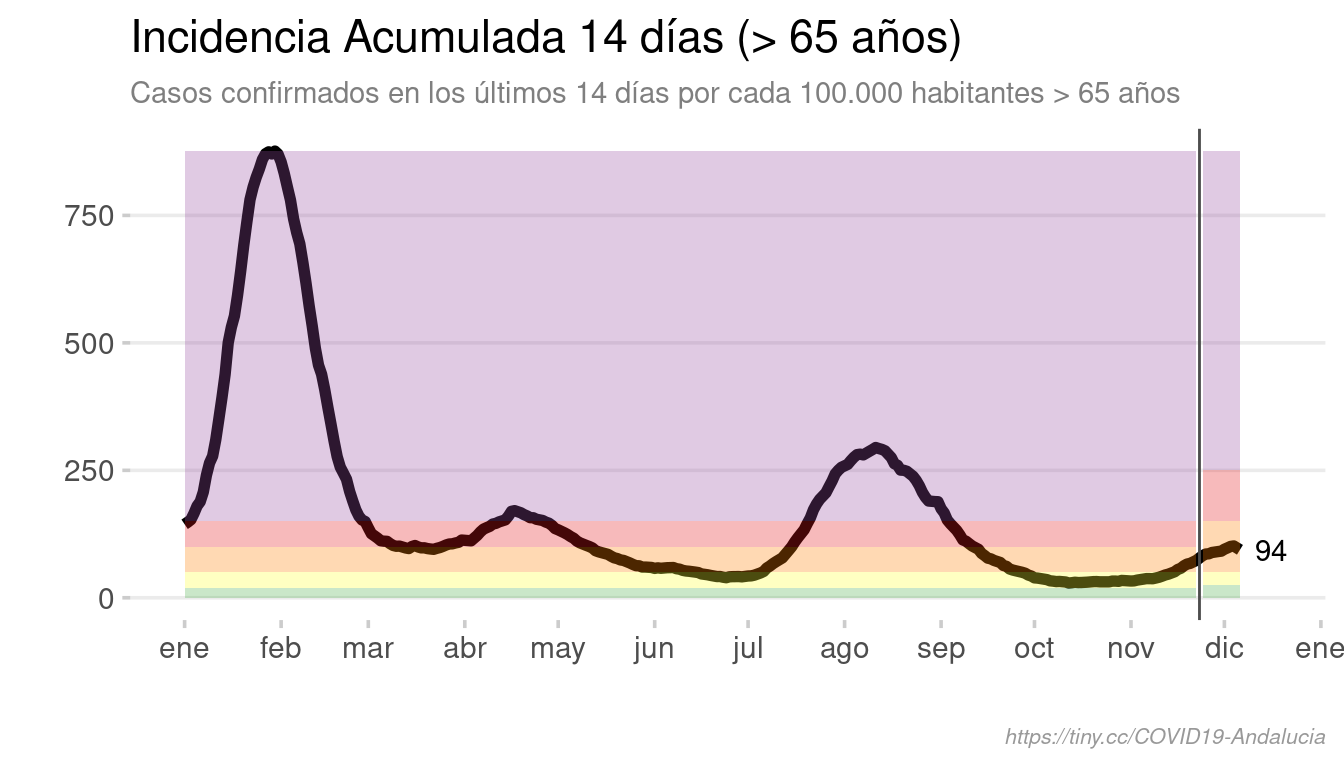 Incidencia Acumulada 14 días (> 65 años)
Casos confirmados en los últimos 14 días por cada 100.000 habitantes > 65 años
750
500
250
0
94
ene feb mar abr may jun jul ago sep oct nov dic ene
https://tiny.cc/COVID19-Andalucia